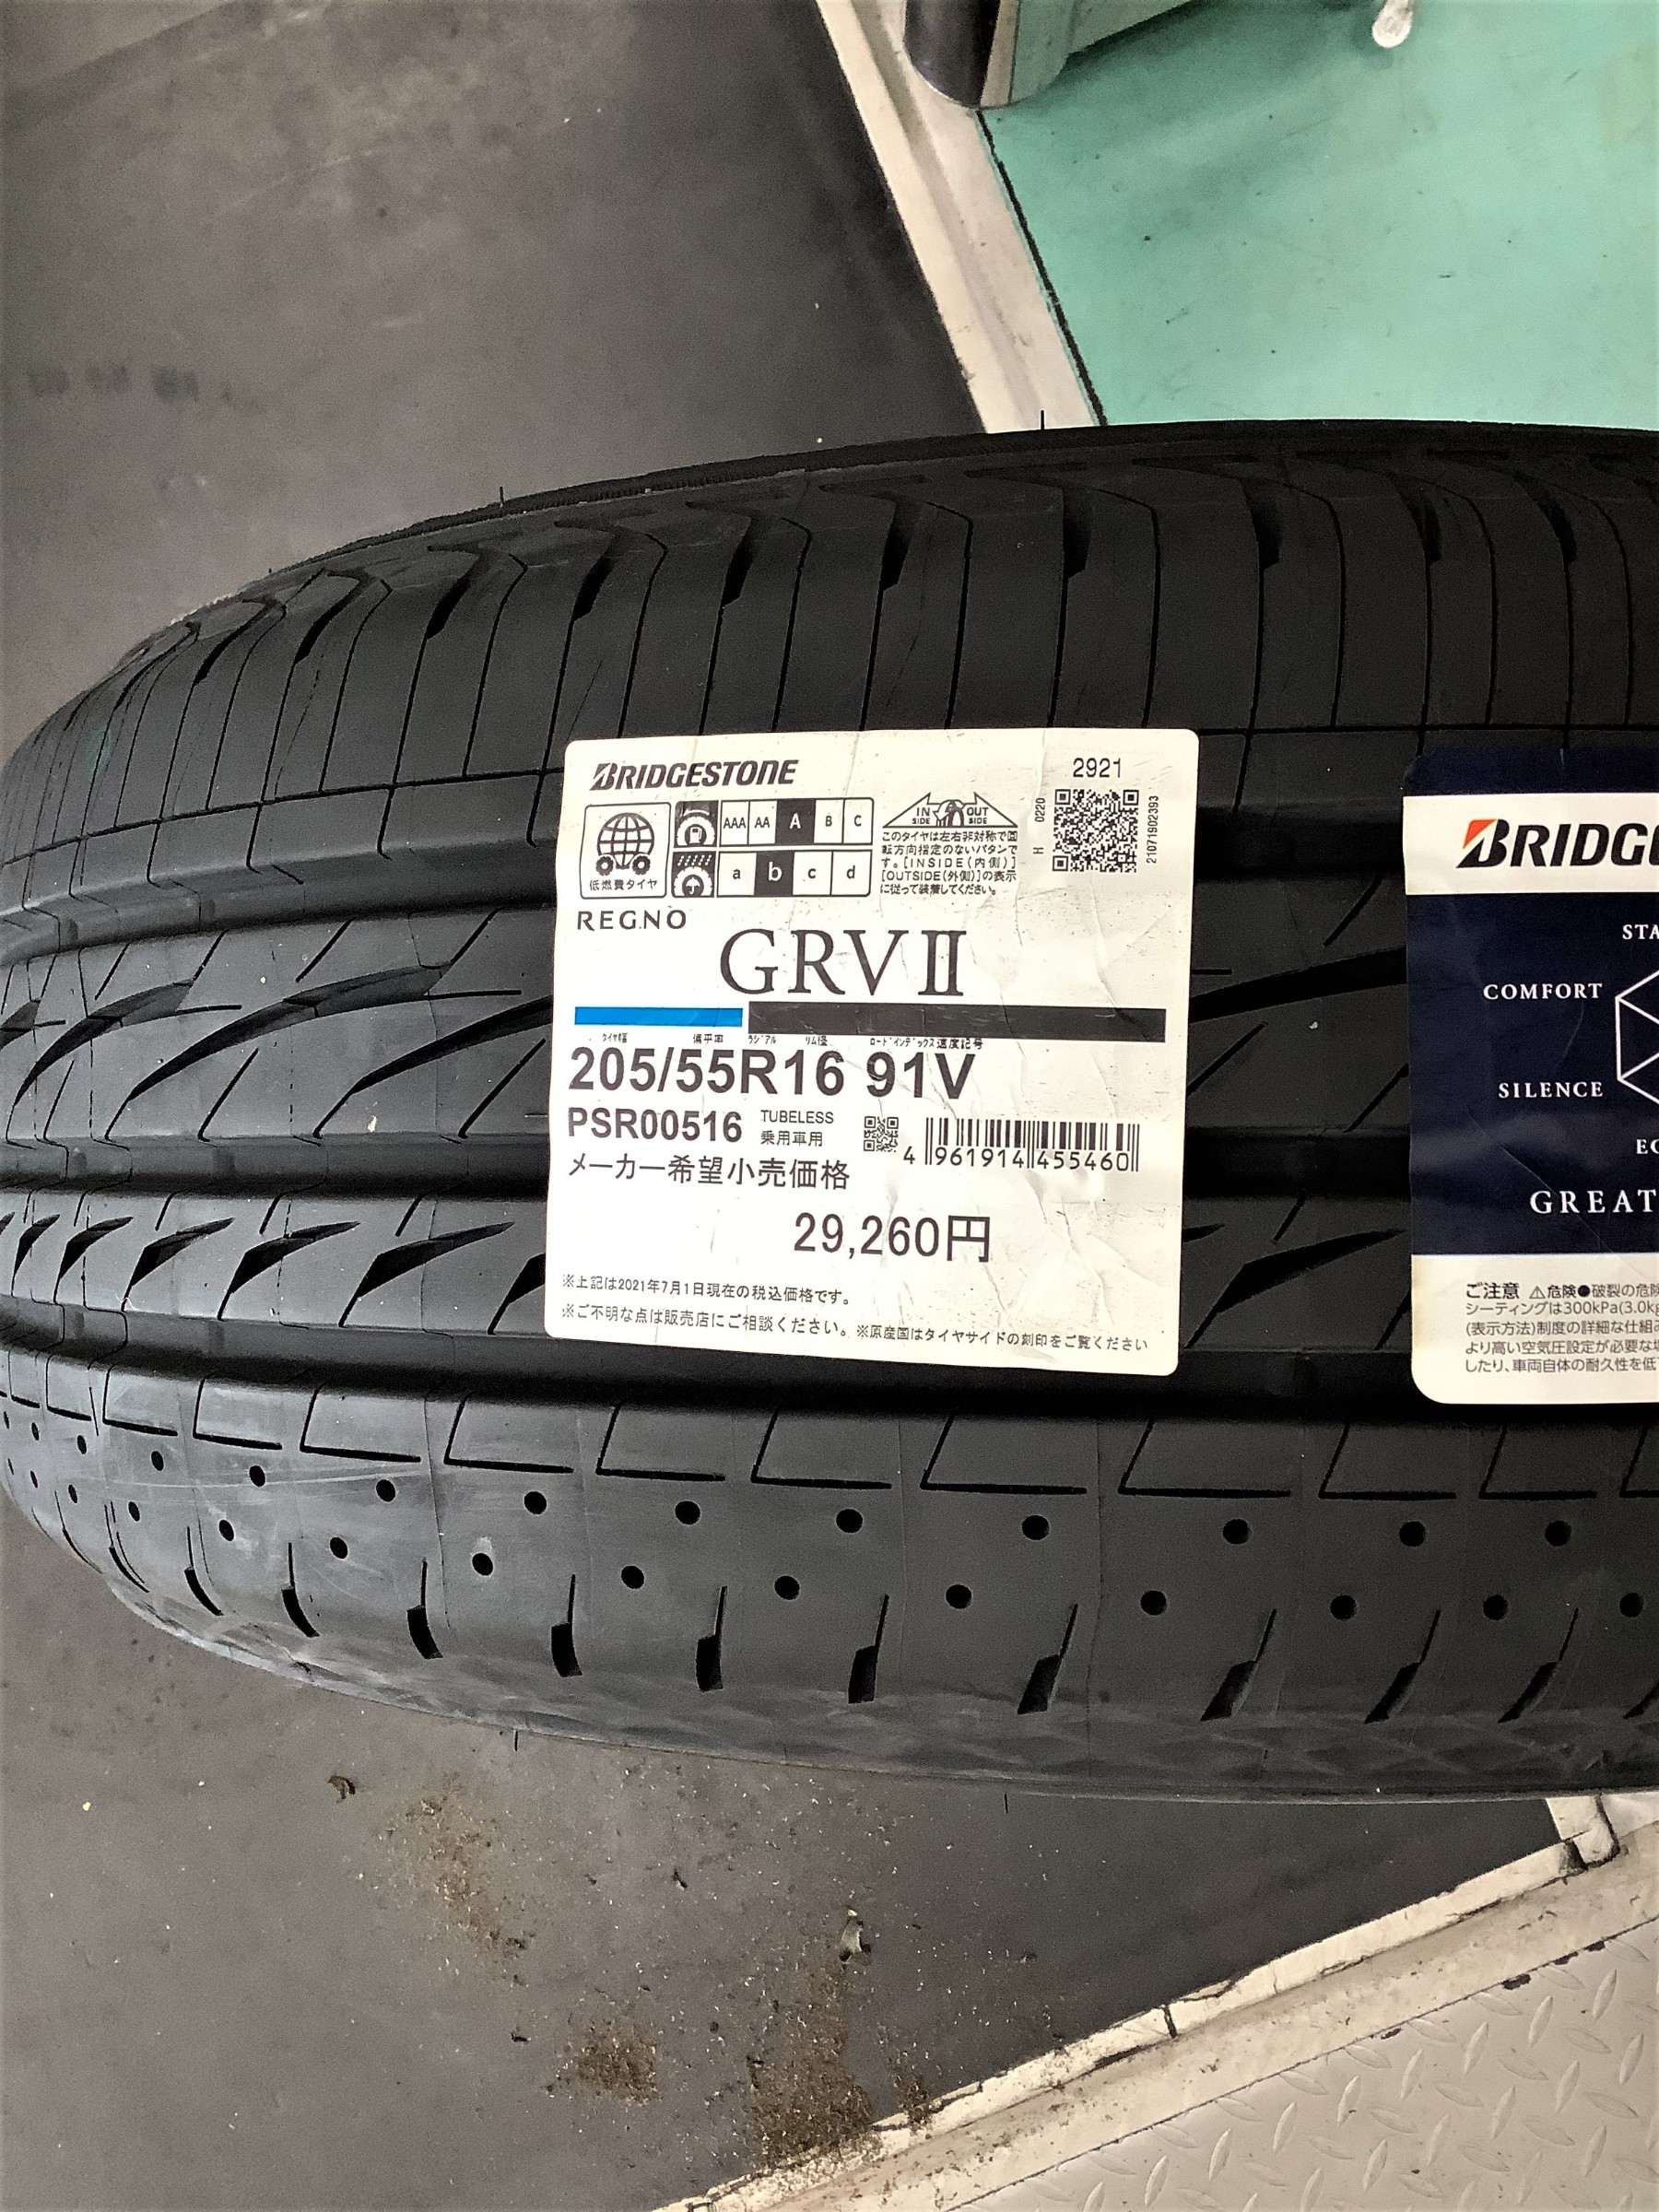 BRIDGESTONE
2921
H 0220
21071902393
AAA AA A B C
a b c d
低燃費タイヤ
IN SIDE OUT SIDE
このタイヤは左右非対称で回
転方向指定のないパタンで
す。[INSIDE(内側)]
[OUTSIDE(外側)]の表示
に従って装着してください。
REGNO
GRVⅡ
タイヤ幅 偏平率 ラジアル リム径 ロードインデックス 速度記号
205/55R16 91V
PSR00516 TUBELESS
乗用車用
4 961914 455460
メーカー希望小売価格
29,260円
※上記は2021年7月1日現在の税込価格です。
※ご不明な点は販売店にご相談ください。※原産国はタイヤサイドの刻印をご覧ください
BRIDG
STA
COMFORT
SILENCE
EC
GREAT
ご注意 ⚠危険●破裂の危険
シーティングは300kPa(3.0kg
(表示方法)制度の詳細な仕組み
より高い空気圧設定が必要な場
したり、車両自体の耐久性を低